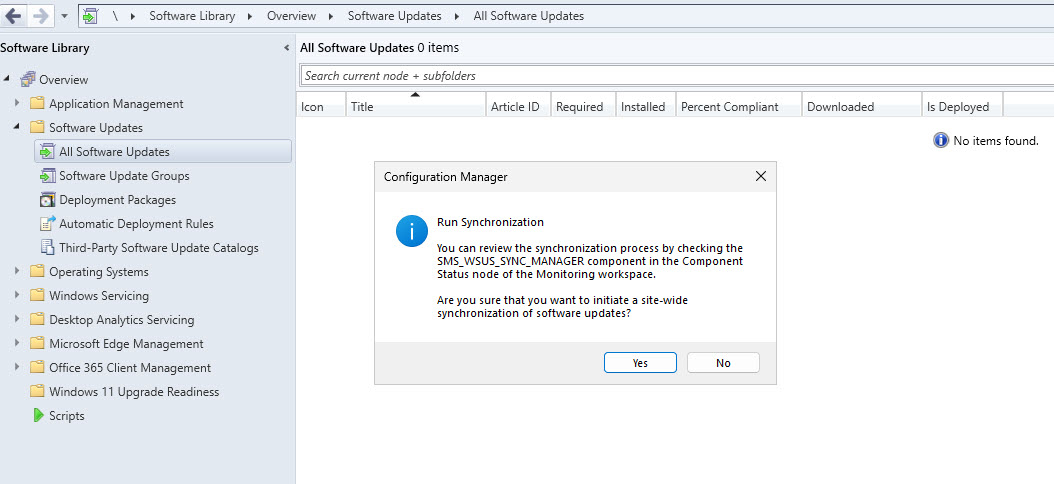 \ Software Library Overview Software Updates All Software Updates
Software Library
Overview
Application Management
Software Updates
All Software Updates
Software Update Groups
Deployment Packages
Automatic Deployment Rules
Third-Party Software Update Catalogs
Operating Systems
Windows Servicing
Desktop Analytics Servicing
Microsoft Edge Management
Office 365 Client Management
Windows 11 Upgrade Readiness
Scripts
All Software Updates 0 items
Search current node + subfolders
Icon Title Article ID Required Installed Percent Compliant Downloaded Is Deployed
No items found.
Configuration Manager
Run Synchronization
You can review the synchronization process by checking the
SMS_WSUS_SYNC_MANAGER component in the Component
Status node of the Monitoring workspace.
Are you sure that you want to initiate a site-wide
synchronization of software updates?
Yes No